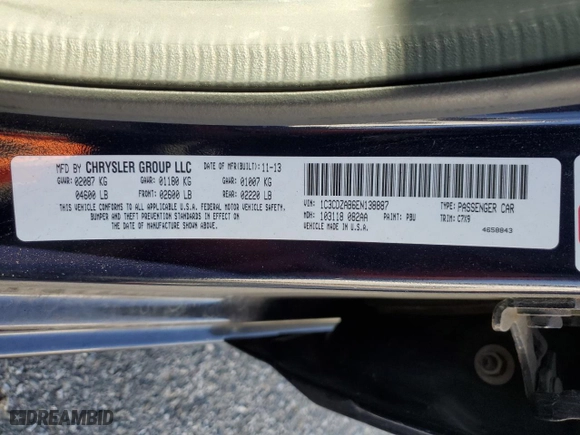 MFD BY CHRYSLER GROUP LLC DATE OF MFR(BUILT): 11-13
GVWR: 02087 KG GAWR: 01180 KG GAWR: 01007 KG
04600 LB FRONT: 02600 LB REAR: 02220 LB
THIS VEHICLE CONFORMS TO ALL APPLICABLE U.S.A. FEDERAL MOTOR VEHICLE SAFETY,
BUMPER AND THEFT PREVENTION STANDARDS IN EFFECT ON
THE DATE OF MANUFACTURE SHOWN ABOVE.
VIN: 1C3CDZAB6EN138887 TYPE: PASSENGER CAR
MDH: 103118 082AA PAINT: PBU TRIM: C7X9
VEHICLE MADE IN U.S.A. 4658843
DREAMBID